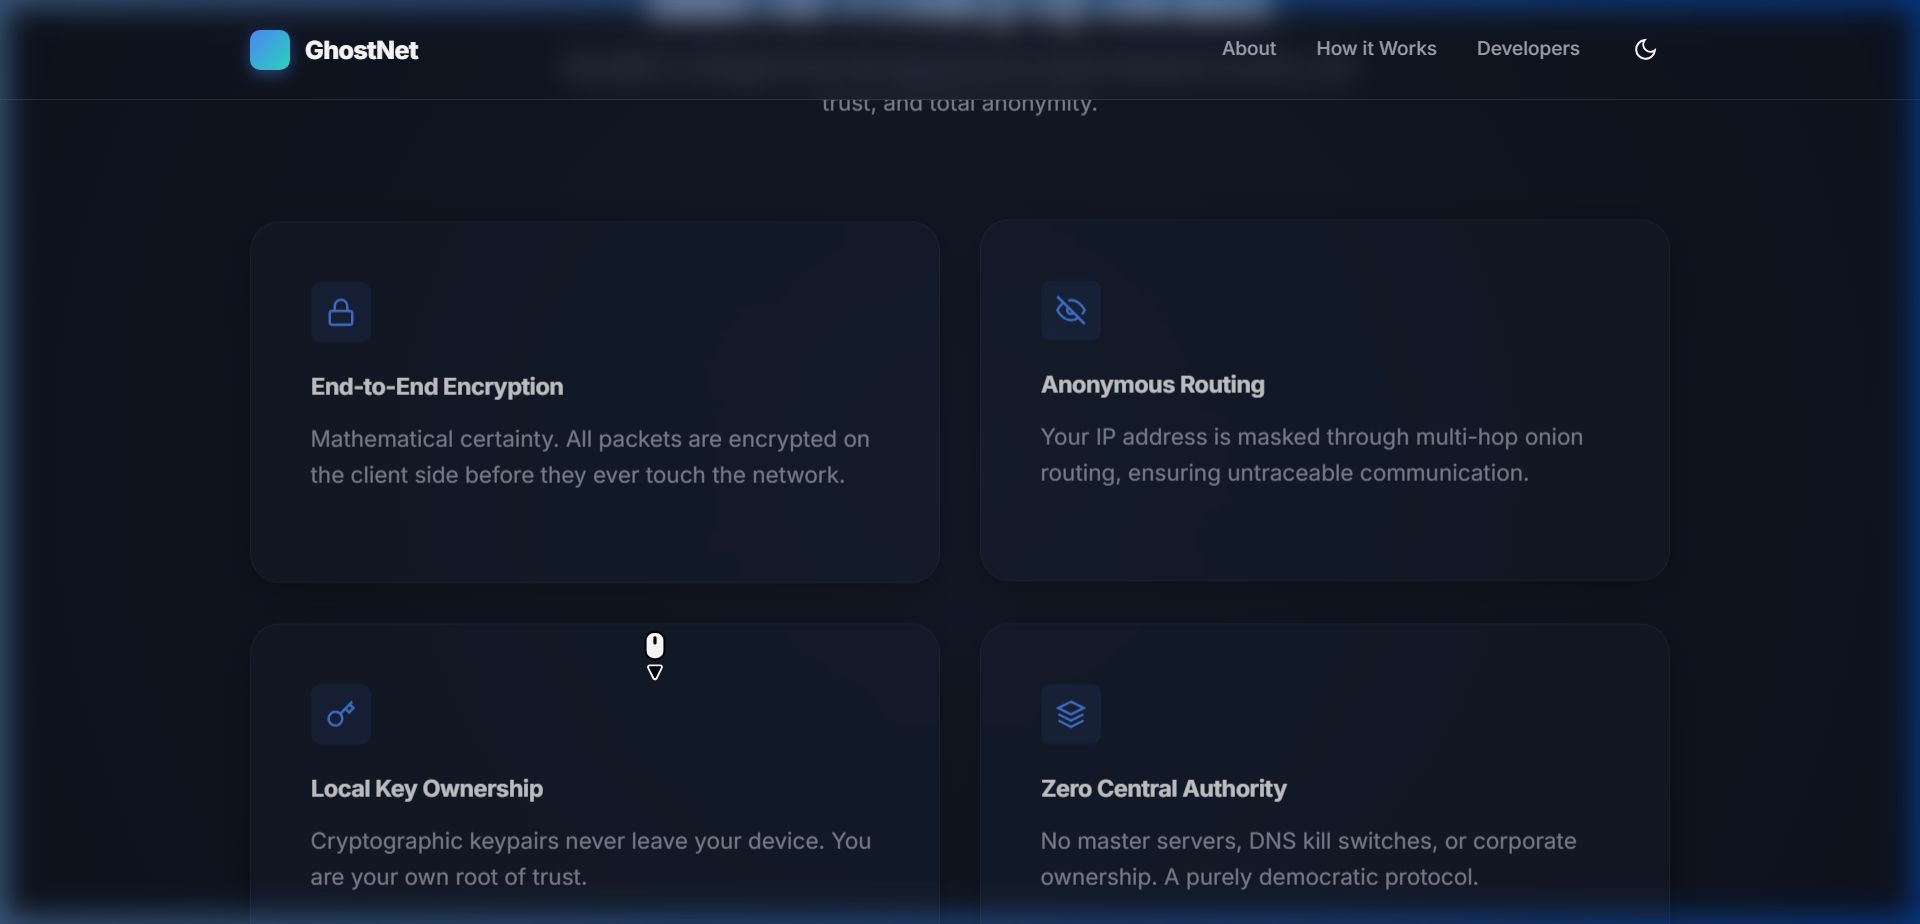 GhostNet
About
How it Works
Developers
trust, and total anonymity.
End-to-End Encryption
Mathematical certainty. All packets are encrypted on
the client side before they ever touch the network.
Anonymous Routing
Your IP address is masked through multi-hop onion
routing, ensuring untraceable communication.
Local Key Ownership
Cryptographic keypairs never leave your device. You
are your own root of trust.
Zero Central Authority
No master servers, DNS kill switches, or corporate
ownership. A purely democratic protocol.